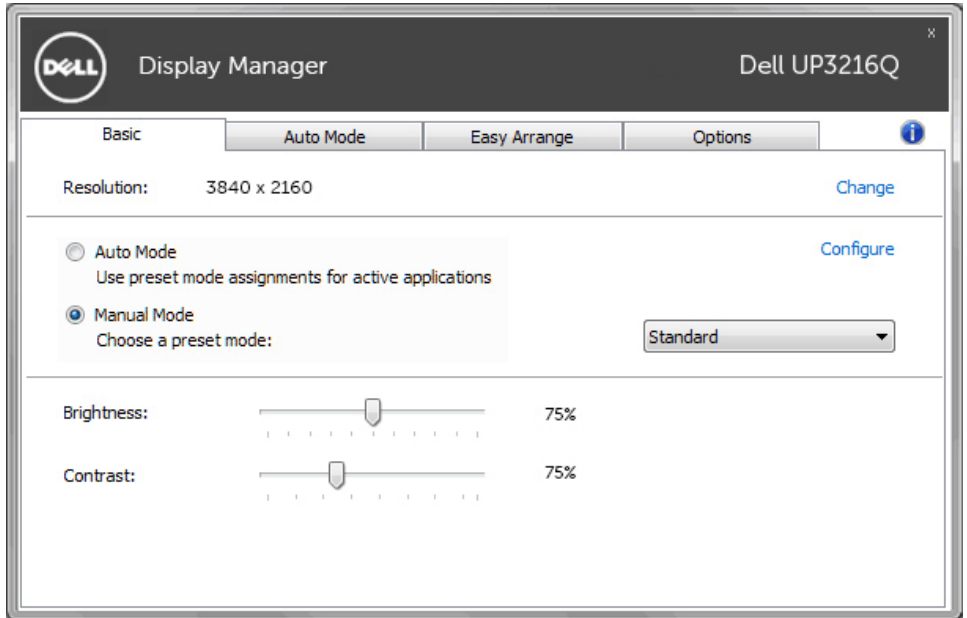 x
DELL Display Manager Dell UP3216Q
Basic Auto Mode Easy Arrange Options i
Resolution: 3840 x 2160 Change
Auto Mode Configure
Use preset mode assignments for active applications
Manual Mode
Choose a preset mode: Standard
Brightness: 75%
Contrast: 75%